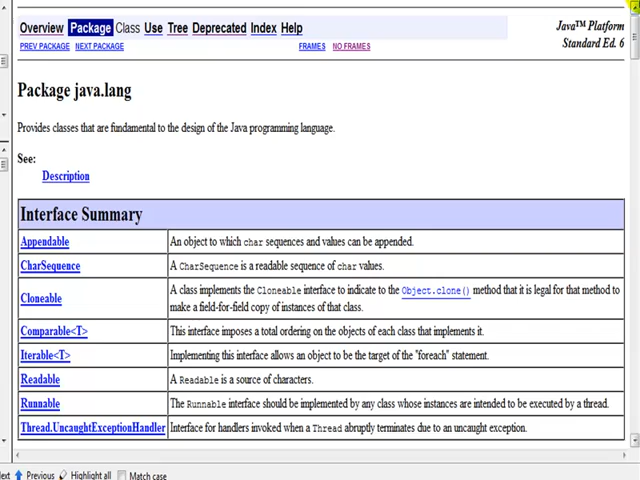 Overview Package Class Use Tree Deprecated Index Help
Java™ Platform
Standard Ed. 6
PREV PACKAGE NEXT PACKAGE
FRAMES NO FRAMES
Package java.lang
Provides classes that are fundamental to the design of the Java programming language.
See:
Description
Interface Summary
Appendable An object to which char sequences and values can be appended.
CharSequence A CharSequence is a readable sequence of char values.
Cloneable A class implements the Cloneable interface to indicate to the Object.clone() method that it is legal for that method to
make a field-for-field copy of instances of that class.
Comparable<T> This interface imposes a total ordering on the objects of each class that implements it.
Iterable<T> Implementing this interface allows an object to be the target of the "foreach" statement.
Readable A Readable is a source of characters.
Runnable The Runnable interface should be implemented by any class whose instances are intended to be executed by a thread.
Thread.UncaughtExceptionHandler Interface for handlers invoked when a Thread abruptly terminates due to an uncaught exception.
Previous Highlight all Match case